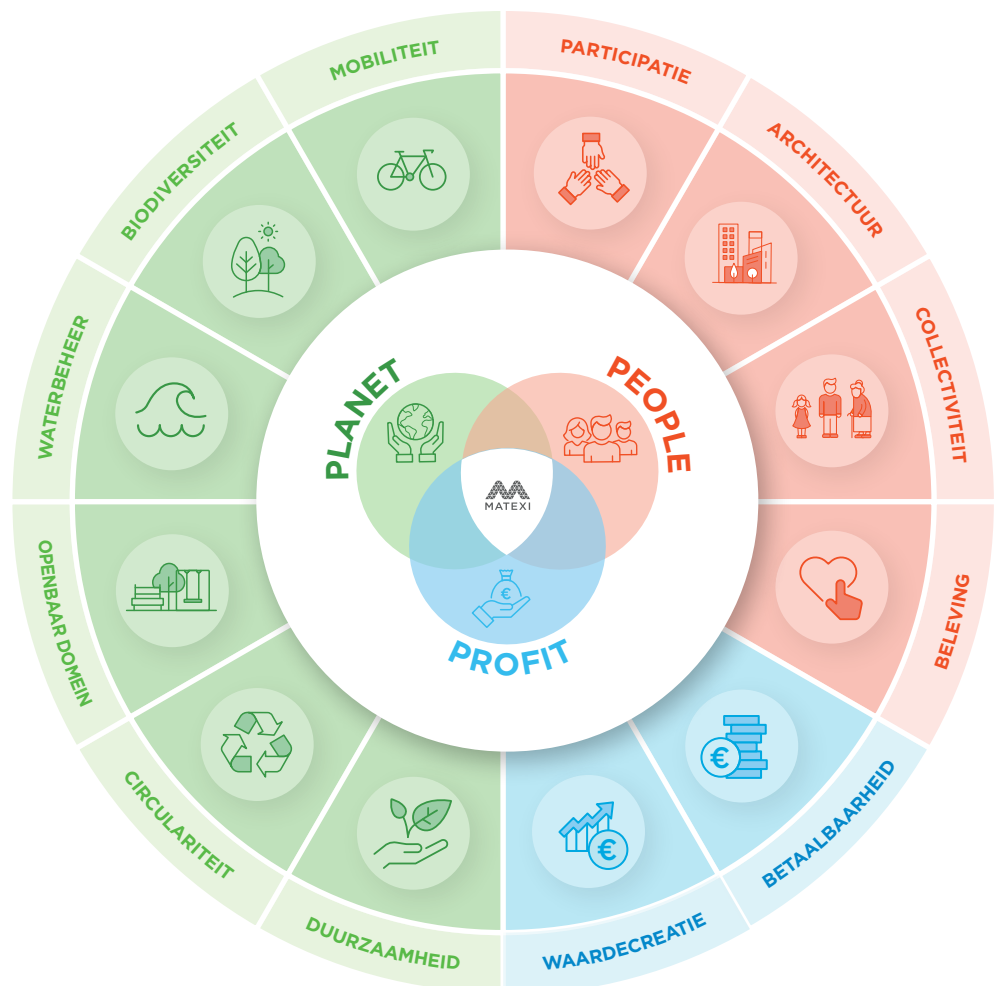 MOBILITEIT
PARTICIPATIE
ARCHITECTUUR
COLLECTIVITEIT
BELEVING
BETAALBAARHEID
WAARDECREATIE
DUURZAAMHEID
CIRCULARITEIT
OPENBAAR DOMEIN
WATERBEHEER
BIODIVERSITEIT
PLANET
PEOPLE
MATEXI
€
PROFIT
€
€